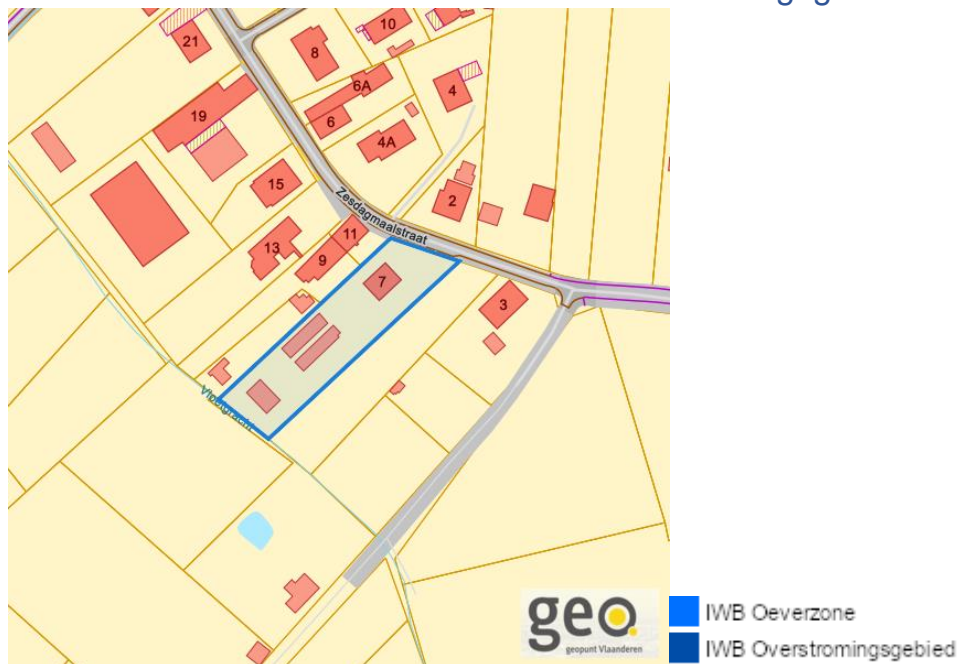 21
10
8
6A
4
19
6
4A
15
Zesdagmaalstraat
2
11
13
9
7
3
Vloetgracht
geo.
geopunt Vlaanderen
IWB Oeverzone
IWB Overstromingsgebied